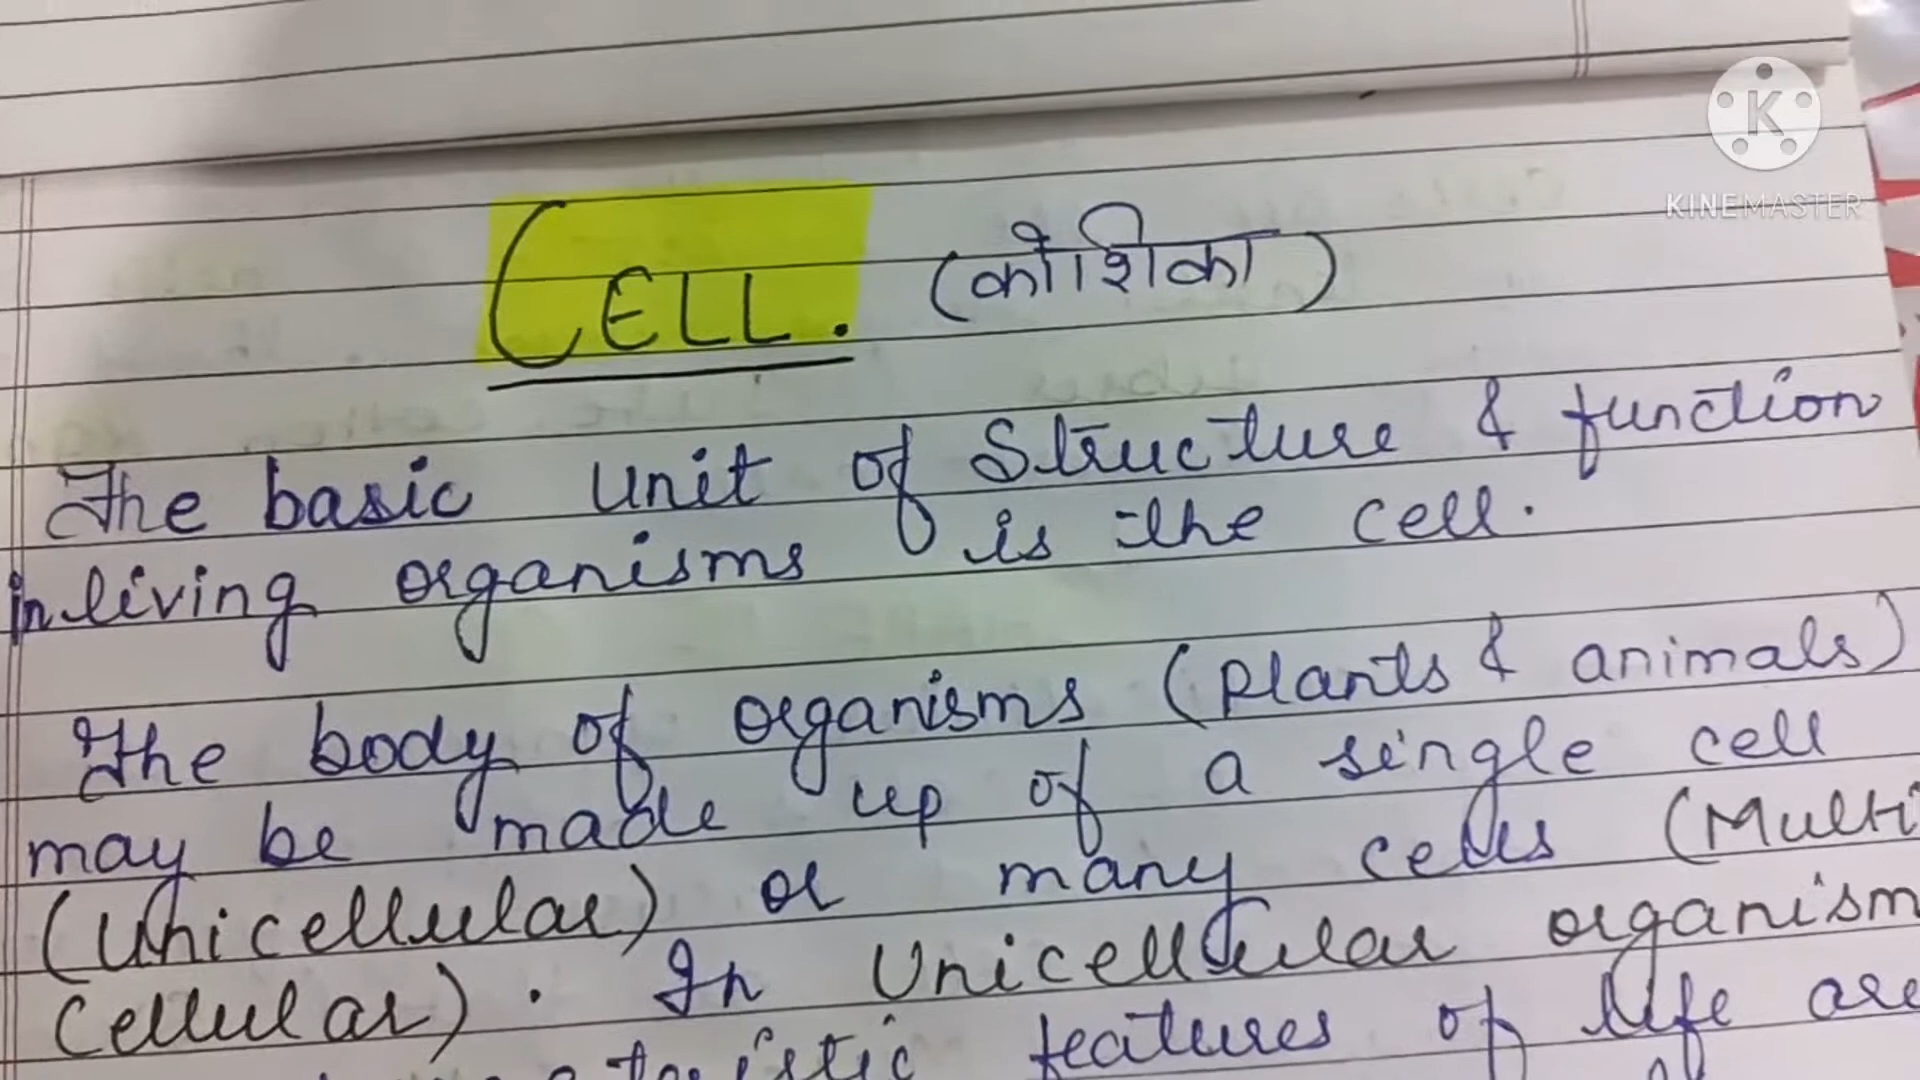 CELL. (कोशिका)
The basic unit of Structure & function
in living organisms is the cell.
The body of organisms (Plants & animals)
may be made up of a single cell
(Unicellular) or many cells (Multi
cellular). In Unicellular organism
features of life are
K
KINEMASTER